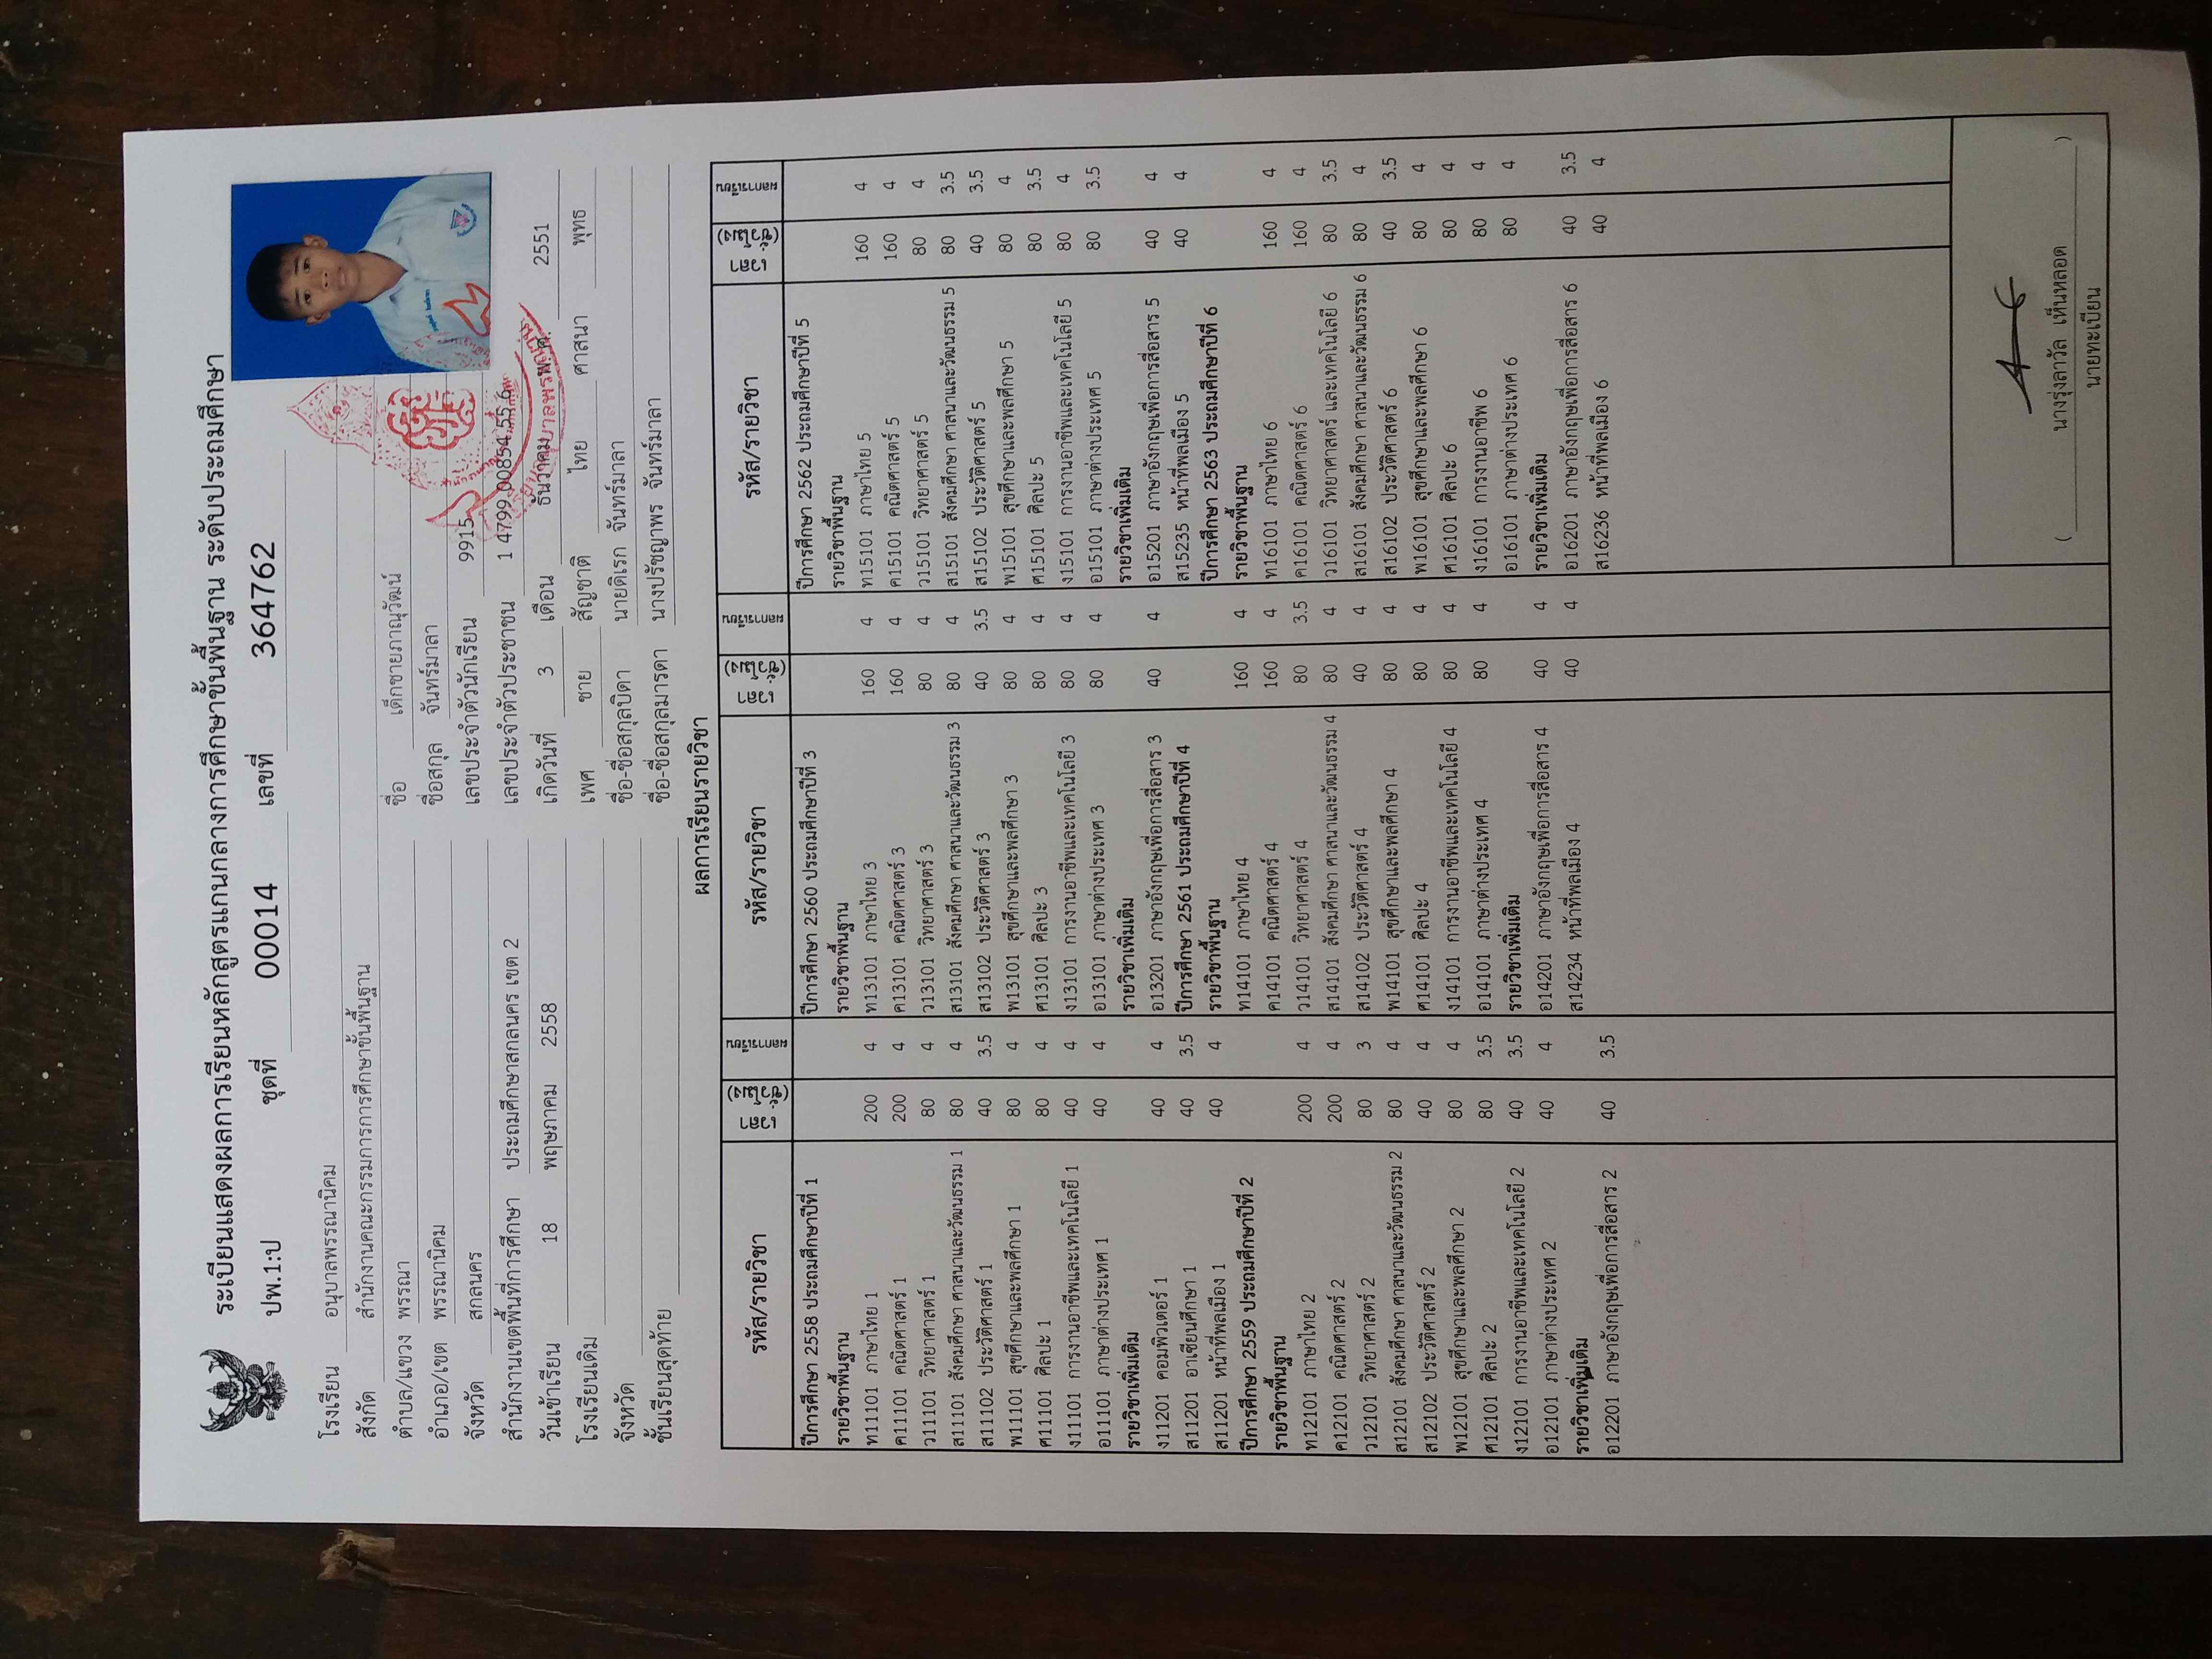 ระเบียนแสดงผลการเรียนหลักสูตรแกนกลางการศึกษาขั้นพื้นฐาน ระดับประถมศึกษา
ปพ.1:ป ชุดที่ 00014 เลขที่ 3647762
โรงเรียน อนุบาลพรรณานิคม
สังกัด สำนักงานคณะกรรมการการศึกษาขั้นพื้นฐาน
ตำบล/แขวง พรรณา
อำเภอ/เขต พรรณานิคม
จังหวัด สกลนคร
สำนักงานเขตพื้นที่การศึกษา ประถมศึกษาสกลนคร เขต 2
วันเข้าเรียน 18 พฤษภาคม 2558
โรงเรียนเดิม
จังหวัด
ชั้นเรียนสุดท้าย
ชื่อ เด็กชายภาณุวัฒน์
ชื่อสกุล จันทร์มาลา
เลขประจำตัวนักเรียน 9915
เลขประจำตัวประชาชน 1 4799 00854 55 6
เกิดวันที่ 3 เดือน ธันวาคม พ.ศ. 2551
เพศ ชาย สัญชาติ ไทย ศาสนา พุทธ
ชื่อ-ชื่อสกุลบิดา นายดิเรก จันทร์มาลา
ชื่อ-ชื่อสกุลมารดา นางปรัชญาพร จันทร์มาลา
ผลการเรียนรายวิชา
รหัส/รายวิชา เวลา (ชั่วโมง) ผลการเรียน
ปีการศึกษา 2558 ประถมศึกษาปีที่ 1
รายวิชาพื้นฐาน
ท11101 ภาษาไทย 1 200 4
ค11101 คณิตศาสตร์ 1 200 4
ว11101 วิทยาศาสตร์ 1 80 4
ส11101 สังคมศึกษา ศาสนาและวัฒนธรรม 1 80 4
ส11102 ประวัติศาสตร์ 1 40 3.5
พ11101 สุขศึกษาและพลศึกษา 1 80 4
ศ11101 ศิลปะ 1 80 4
ง11101 การงานอาชีพและเทคโนโลยี 1 40 4
อ11101 ภาษาต่างประเทศ 1 40 4
รายวิชาเพิ่มเติม
ง11201 คอมพิวเตอร์ 1 40 4
ส11201 อาเซียนศึกษา 1 40 3.5
ส11201 หน้าที่พลเมือง 1 40 4
ปีการศึกษา 2559 ประถมศึกษาปีที่ 2
รายวิชาพื้นฐาน
ท12101 ภาษาไทย 2 200 4
ค12101 คณิตศาสตร์ 2 200 4
ว12101 วิทยาศาสตร์ 2 80 3
ส12101 สังคมศึกษา ศาสนาและวัฒนธรรม 2 80 4
ส12102 ประวัติศาสตร์ 2 40 4
พ12101 สุขศึกษาและพลศึกษา 2 80 4
ศ12101 ศิลปะ 2 80 3.5
ง12101 การงานอาชีพและเทคโนโลยี 2 40 3.5
อ12101 ภาษาต่างประเทศ 2 40 4
รายวิชาเพิ่มเติม
อ12201 ภาษาอังกฤษเพื่อการสื่อสาร 2 40 3.5
รหัส/รายวิชา เวลา (ชั่วโมง) ผลการเรียน
ปีการศึกษา 2560 ประถมศึกษาปีที่ 3
รายวิชาพื้นฐาน
ท13101 ภาษาไทย 3 160 4
ค13101 คณิตศาสตร์ 3 160 4
ว13101 วิทยาศาสตร์ 3 80 4
ส13101 สังคมศึกษา ศาสนาและวัฒนธรรม 3 80 4
ส13102 ประวัติศาสตร์ 3 40 3.5
พ13101 สุขศึกษาและพลศึกษา 3 80 4
ศ13101 ศิลปะ 3 80 4
ง13101 การงานอาชีพและเทคโนโลยี 3 80 4
อ13101 ภาษาต่างประเทศ 3 80 4
รายวิชาเพิ่มเติม
อ13201 ภาษาอังกฤษเพื่อการสื่อสาร 3 40 4
ปีการศึกษา 2561 ประถมศึกษาปีที่ 4
รายวิชาพื้นฐาน
ท14101 ภาษาไทย 4 160 4
ค14101 คณิตศาสตร์ 4 160 4
ว14101 วิทยาศาสตร์ 4 80 3.5
ส14101 สังคมศึกษา ศาสนาและวัฒนธรรม 4 80 4
ส14102 ประวัติศาสตร์ 4 40 4
พ14101 สุขศึกษาและพลศึกษา 4 80 4
ศ14101 ศิลปะ 4 80 4
ง14101 การงานอาชีพและเทคโนโลยี 4 80 4
อ14101 ภาษาต่างประเทศ 4 80 4
รายวิชาเพิ่มเติม
อ14201 ภาษาอังกฤษเพื่อการสื่อสาร 4 40 4
ส14234 หน้าที่พลเมือง 4 40 4
รหัส/รายวิชา เวลา (ชั่วโมง) ผลการเรียน
ปีการศึกษา 2562 ประถมศึกษาปีที่ 5
รายวิชาพื้นฐาน
ท15101 ภาษาไทย 5 160 4
ค15101 คณิตศาสตร์ 5 160 4
ว15101 วิทยาศาสตร์ 5 80 4
ส15101 สังคมศึกษา ศาสนาและวัฒนธรรม 5 80 3.5
ส15102 ประวัติศาสตร์ 5 40 3.5
พ15101 สุขศึกษาและพลศึกษา 5 80 4
ศ15101 ศิลปะ 5 80 3.5
ง15101 การงานอาชีพและเทคโนโลยี 5 80 4
อ15101 ภาษาต่างประเทศ 5 80 3.5
รายวิชาเพิ่มเติม
อ15201 ภาษาอังกฤษเพื่อการสื่อสาร 5 40 4
ส15235 หน้าที่พลเมือง 5 40 4
ปีการศึกษา 2563 ประถมศึกษาปีที่ 6
รายวิชาพื้นฐาน
ท16101 ภาษาไทย 6 160 4
ค16101 คณิตศาสตร์ 6 160 4
ว16101 วิทยาศาสตร์ และเทคโนโลยี 6 80 3.5
ส16101 สังคมศึกษา ศาสนาและวัฒนธรรม 6 80 4
ส16102 ประวัติศาสตร์ 6 40 3.5
พ16101 สุขศึกษาและพลศึกษา 6 80 4
ศ16101 ศิลปะ 6 80 4
ง16101 การงานอาชีพ 6 80 4
อ16101 ภาษาต่างประเทศ 6 80 4
รายวิชาเพิ่มเติม
อ16201 ภาษาอังกฤษเพื่อการสื่อสาร 6 40 3.5
ส16236 หน้าที่พลเมือง 6 40 4
( นางรุ่งลาวัล เห็นหลอด )
นายทะเบียน